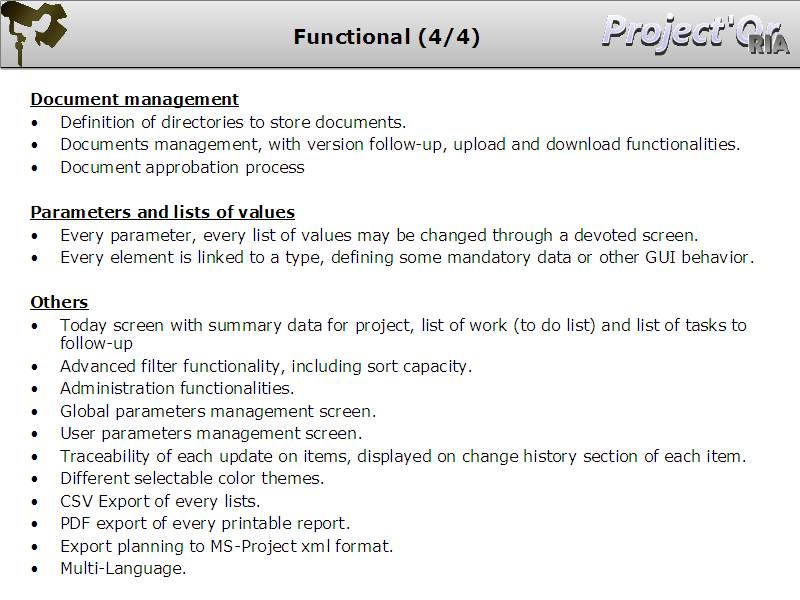 Functional (4/4)
Project'Or
RIA
Document management
• Definition of directories to store documents.
• Documents management, with version follow-up, upload and download functionalities.
• Document approbation process
Parameters and lists of values
• Every parameter, every list of values may be changed through a devoted screen.
• Every element is linked to a type, defining some mandatory data or other GUI behavior.
Others
• Today screen with summary data for project, list of work (to do list) and list of tasks to
follow-up
• Advanced filter functionality, including sort capacity.
• Administration functionalities.
• Global parameters management screen.
• User parameters management screen.
• Traceability of each update on items, displayed on change history section of each item.
• Different selectable color themes.
• CSV Export of every lists.
• PDF export of every printable report.
• Export planning to MS-Project xml format.
• Multi-Language.